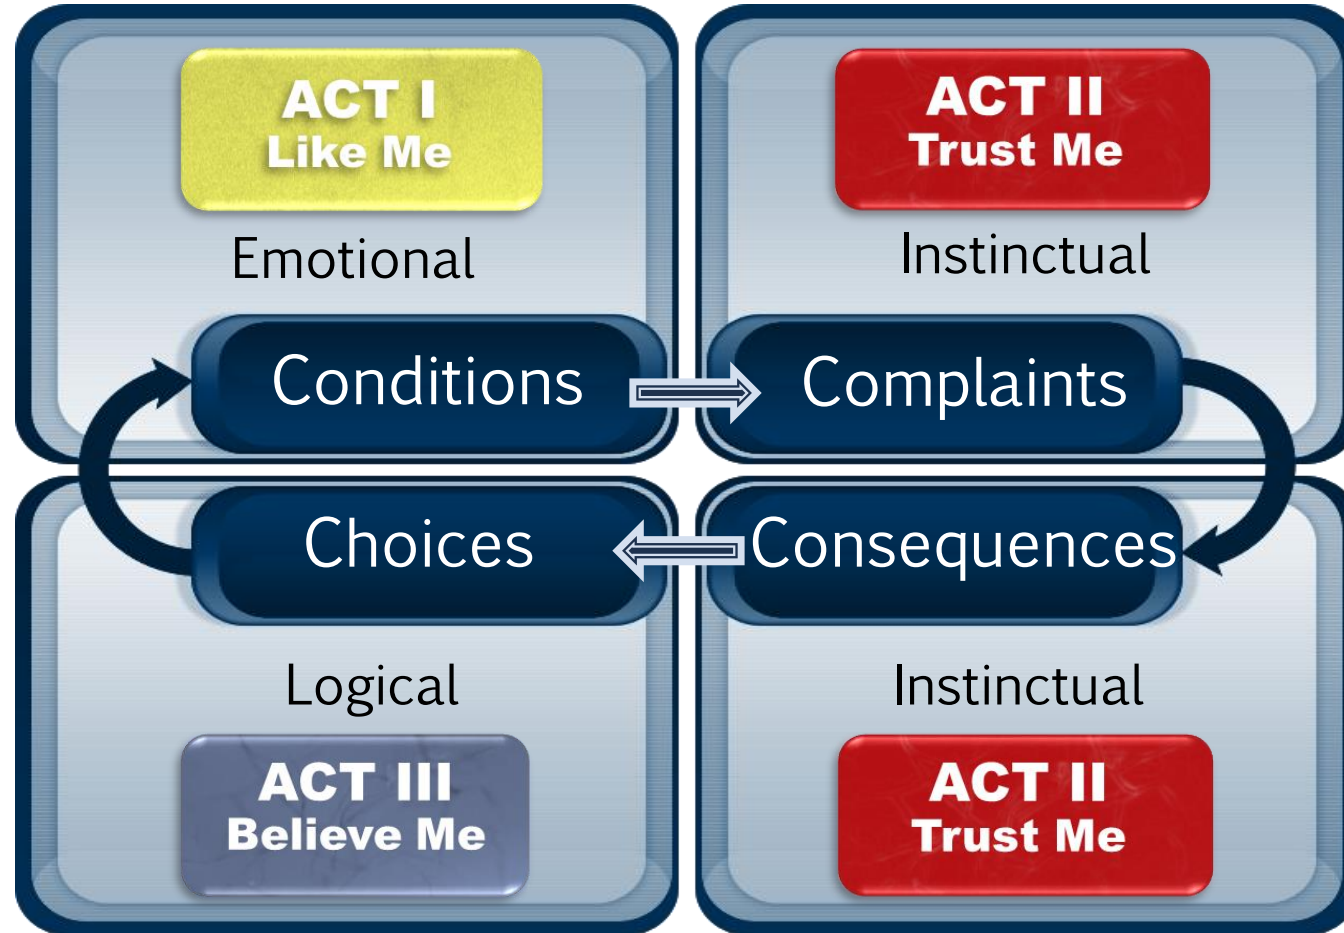 ACT I
Like Me
Emotional
Conditions
ACT II
Trust Me
Instinctual
Complaints
Choices
Logical
ACT III
Believe Me
Consequences
Instinctual
ACT II
Trust Me